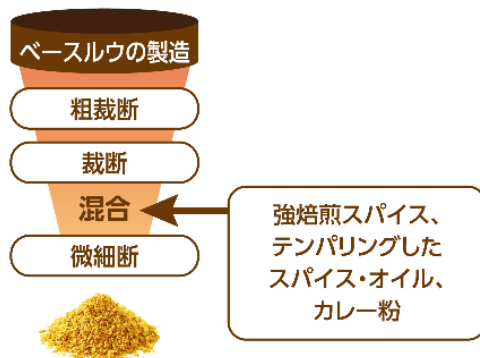 ベースルウの製造
粗裁断
裁断
混合
微細断
強焙煎スパイス、
テンパリングした
スパイス・オイル、
カレー粉